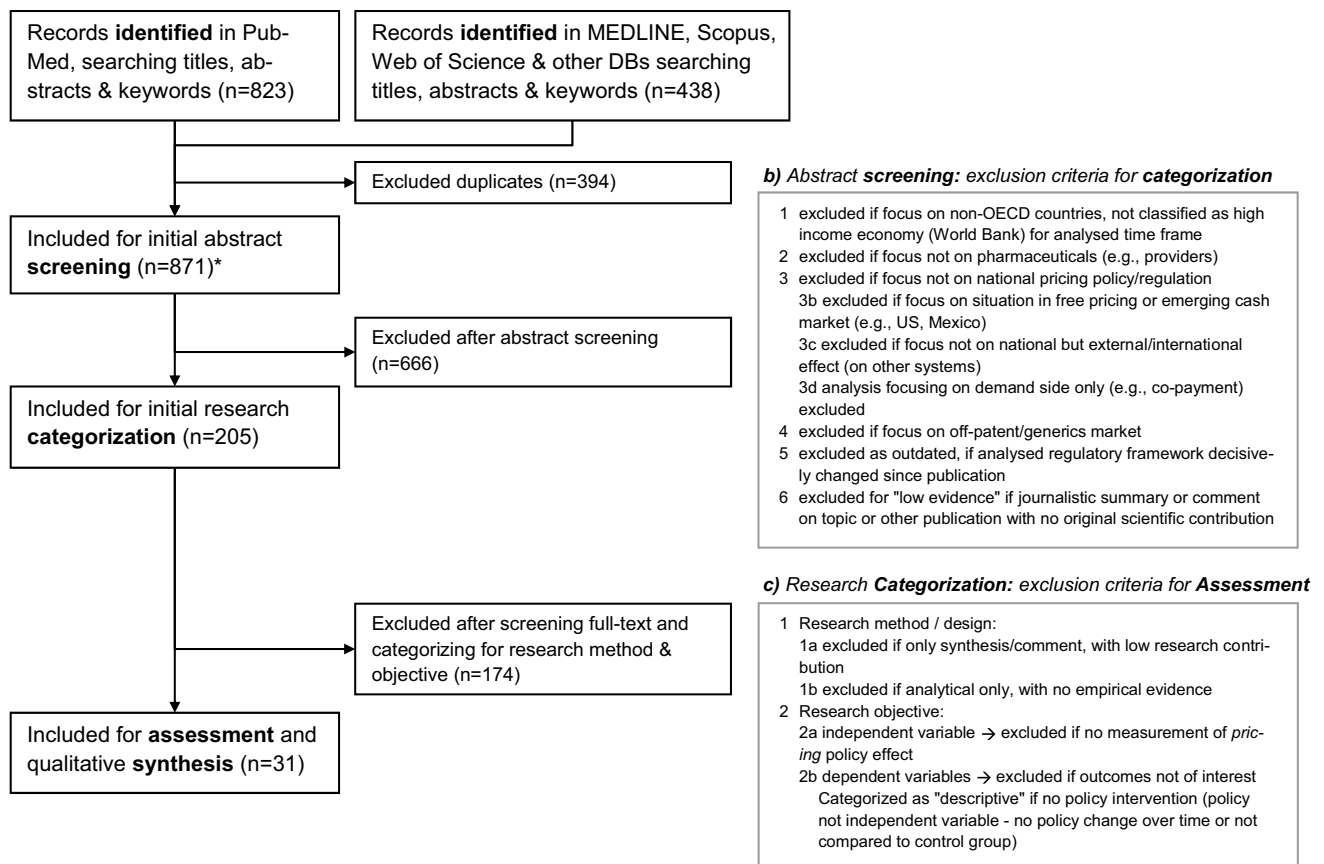 Records identified in Pub-
Med, searching titles, ab-
stracts & keywords (n=823)
Records identified in MEDLINE, Scopus,
Web of Science & other DBs searching
titles, abstracts & keywords (n=438)
Excluded duplicates (n=394)
Included for initial abstract
screening (n=871)*
Excluded after abstract screening
(n=666)
Included for initial research
categorization (n=205)
Excluded after screening full-text and
categorizing for research method &
objective (n=174)
Included for assessment and
qualitative synthesis (n=31)
b) Abstract screening: exclusion criteria for categorization
1 excluded if focus on non-OECD countries, not classified as high
income economy (World Bank) for analysed time frame
2 excluded if focus not on pharmaceuticals (e.g., providers)
3 excluded if focus not on national pricing policy/regulation
3b excluded if focus on situation in free pricing or emerging cash
market (e.g., US, Mexico)
3c excluded if focus not on national but external/international
effect (on other systems)
3d analysis focusing on demand side only (e.g., co-payment)
excluded
4 excluded if focus on off-patent/generics market
5 excluded as outdated, if analysed regulatory framework decisive-
ly changed since publication
6 excluded for "low evidence" if journalistic summary or comment
on topic or other publication with no original scientific contribution
c) Research Categorization: exclusion criteria for Assessment
1 Research method / design:
1a excluded if only synthesis/comment, with low research contri-
bution
1b excluded if analytical only, with no empirical evidence
2 Research objective:
2a independent variable → excluded if no measurement of pric-
ing policy effect
2b dependent variables → excluded if outcomes not of interest
Categorized as "descriptive" if no policy intervention (policy
not independent variable - no policy change over time or not
compared to control group)